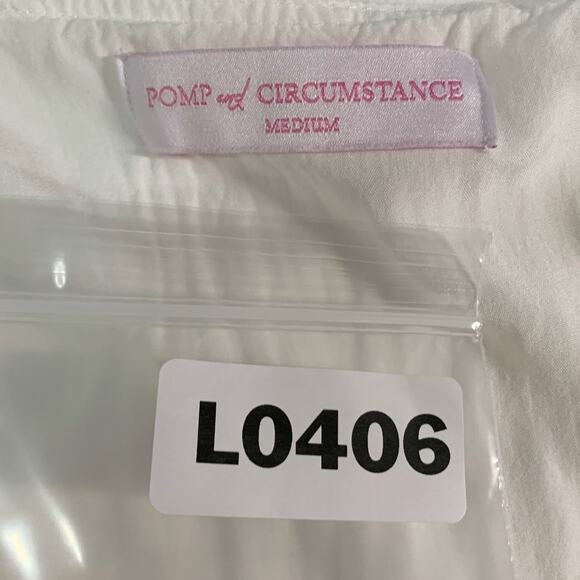 POMP and CIRCUMSTANCE
MEDIUM
L0406